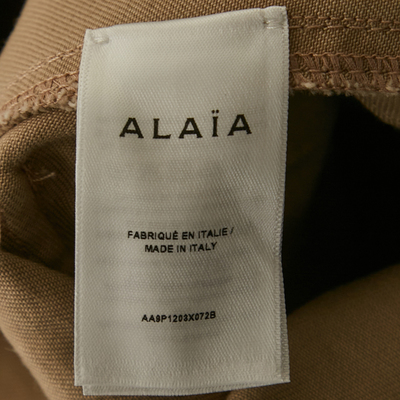 ALAÏA
FABRIQUÉ EN ITALIE /
MADE IN ITALY
AA9P1203X072B